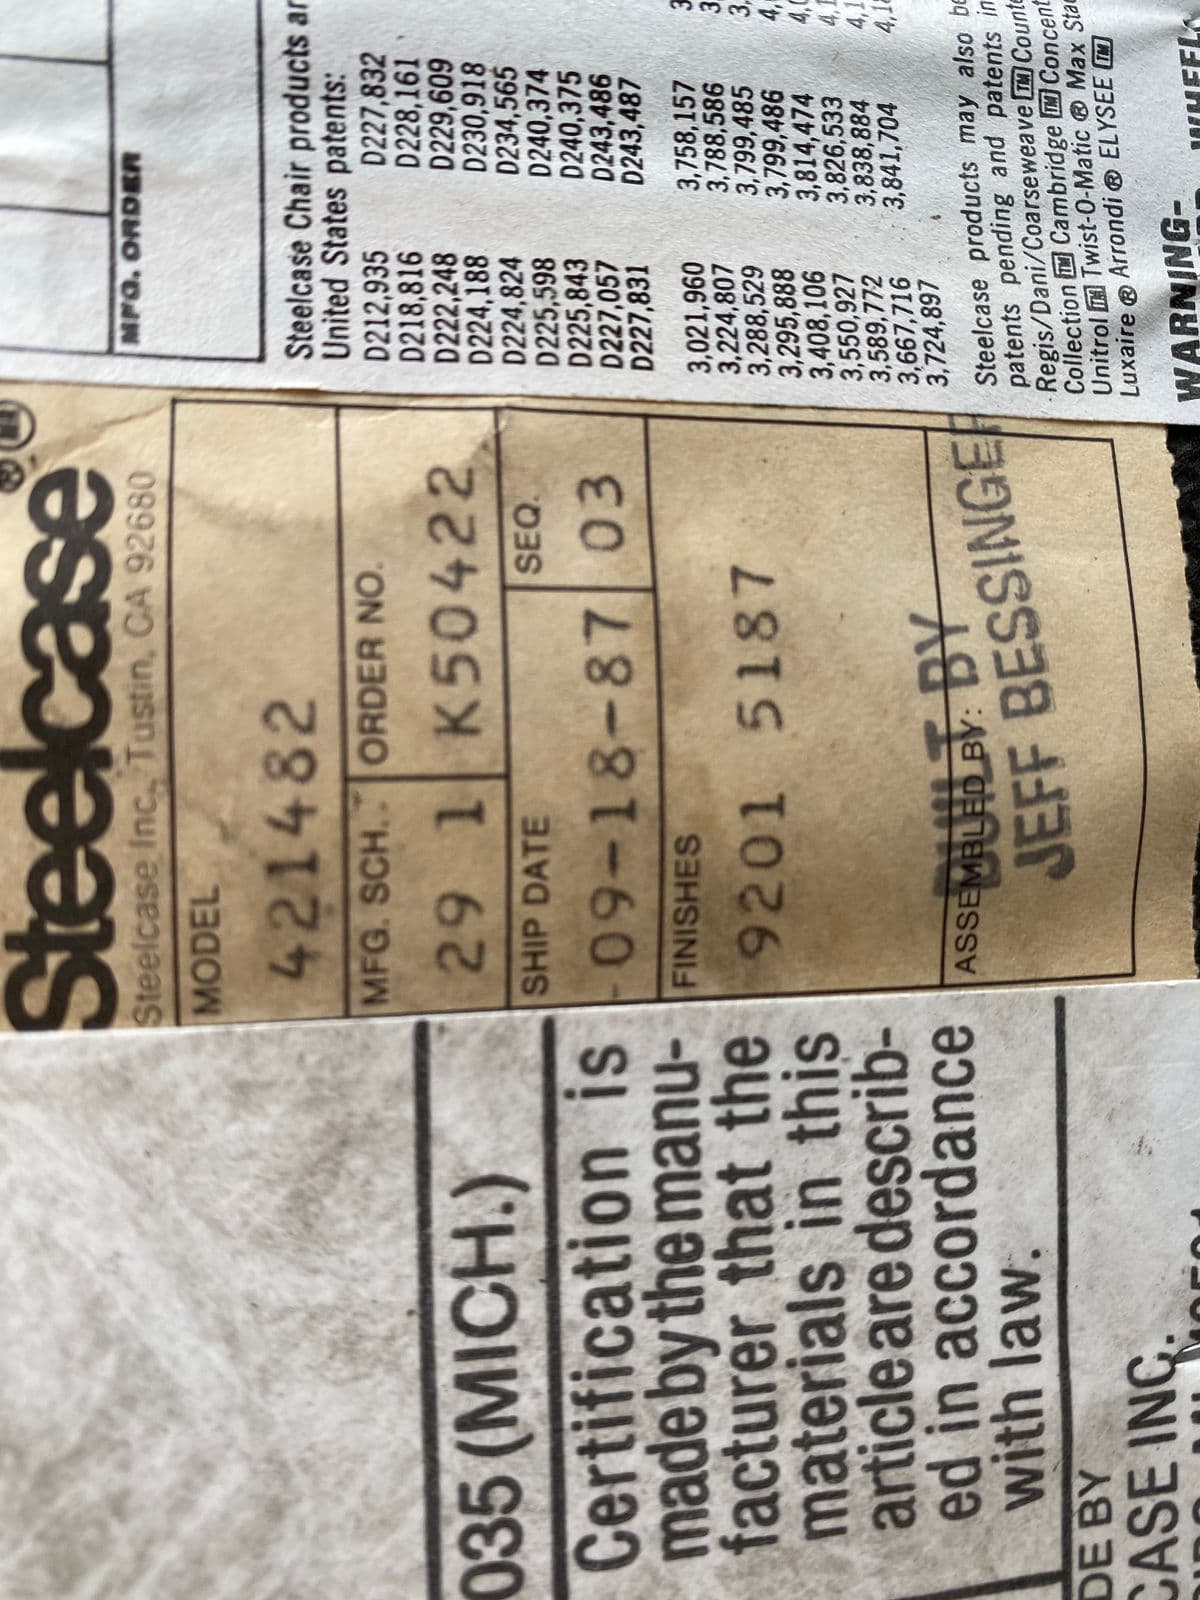 035 (MICH.)
Certification is
made by the manu-
facturer that the
materials in this
article are describ-
ed in accordance
with law.
DE BY
CASE INC.
Steelcase ®
Steelcase Inc., Tustin, CA 92680
MODEL
4221482
MFG. SCH. ORDER NO.
29 1 K50422
SHIP DATE SEQ.
09-18-87 03
FINISHES
9201 5187
ASSEMBLED BY:
BUILT BY
JEFF BESSINGER
MFG. ORDER
Steelcase Chair products
United States patents:
D212,935 D227,832
D218,816 D228,161
D222,248 D229,609
D224,188 D230,918
D224,824 D234,565
D225,598 D240,374
D225,843 D240,375
D227,057 D243,486
D227,831 D243,487
3,021,960 3,758,157
3,224,807 3,788,586
3,288,529 3,799,485
3,295,888 3,799,486
3,408,106 3,814,474
3,550,927 3,826,533
3,589,772 3,838,884
3,667,716 3,841,704
3,724,897
Steelcase products may also be
patents pending and patents in
Regis/Dani/Coarseweave TM Counte
Collection TM Cambridge TM Concent
Unitrol TM Twist-O-Matic ® Max Sta
Luxaire ® Arrondi ® ELYSEE TM
WARNING-